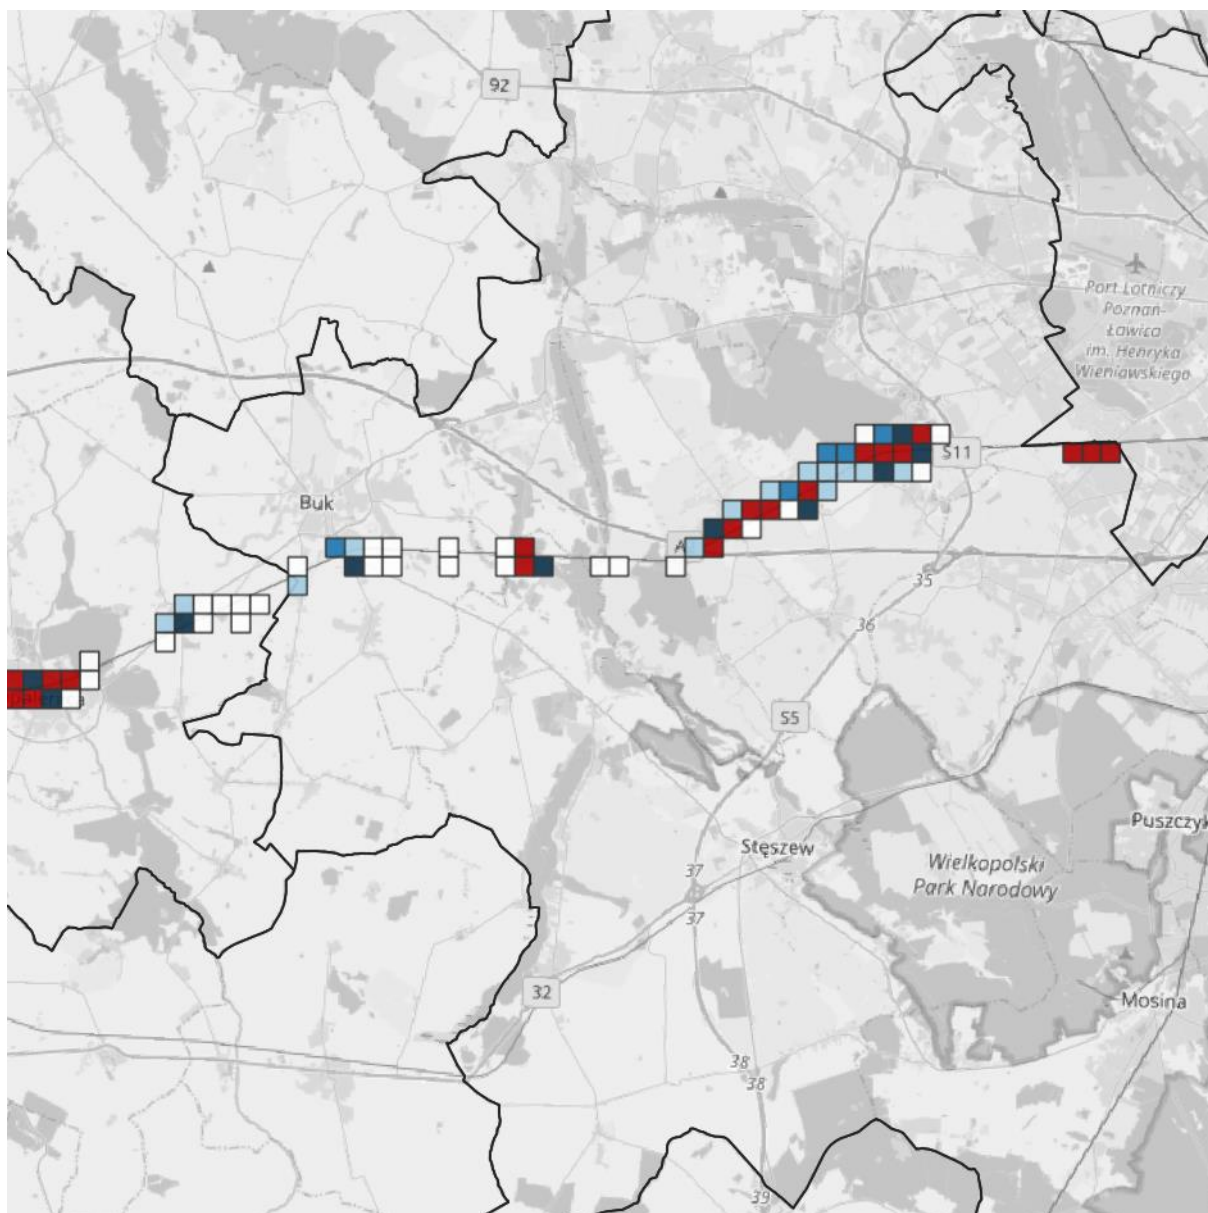 92
Port Lotniczy
Poznań-
Ławica
im. Henryka
Wieniawskiego
S11
Buk
A
35
36
S5
Puszczyk
Stęszew
Wielkopolski
Park Narodowy
37
37
32
Mosina
38
38
39